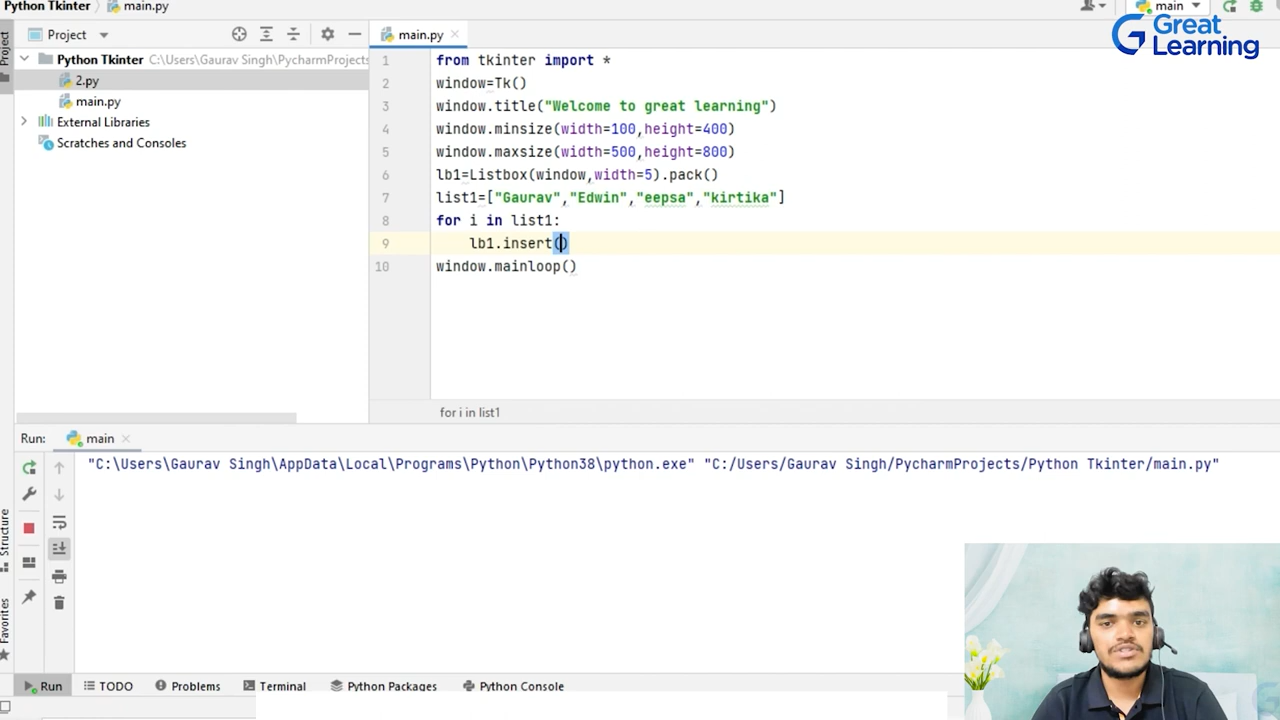 Python Tkinter main.py
main
Great Learning
Project
main.py
Project
Python Tkinter C:\Users\Gaurav Singh\PycharmProjects
2.py
main.py
External Libraries
Scratches and Consoles
1 from tkinter import *
2 window=Tk()
3 window.title("Welcome to great learning")
4 window.minsize(width=100,height=400)
5 window.maxsize(width=500,height=800)
6 lb1=Listbox(window,width=5).pack()
7 list1=["Gaurav","Edwin","eepsa","kirtika"]
8 for i in list1:
9 lb1.insert()
10 window.mainloop()
for i in list1
Run: main
"C:\Users\Gaurav Singh\AppData\Local\Programs\Python\Python38\python.exe" "C:/Users/Gaurav Singh/PycharmProjects/Python Tkinter/main.py"
Structure
Favorites
Run TODO Problems Terminal Python Packages Python Console